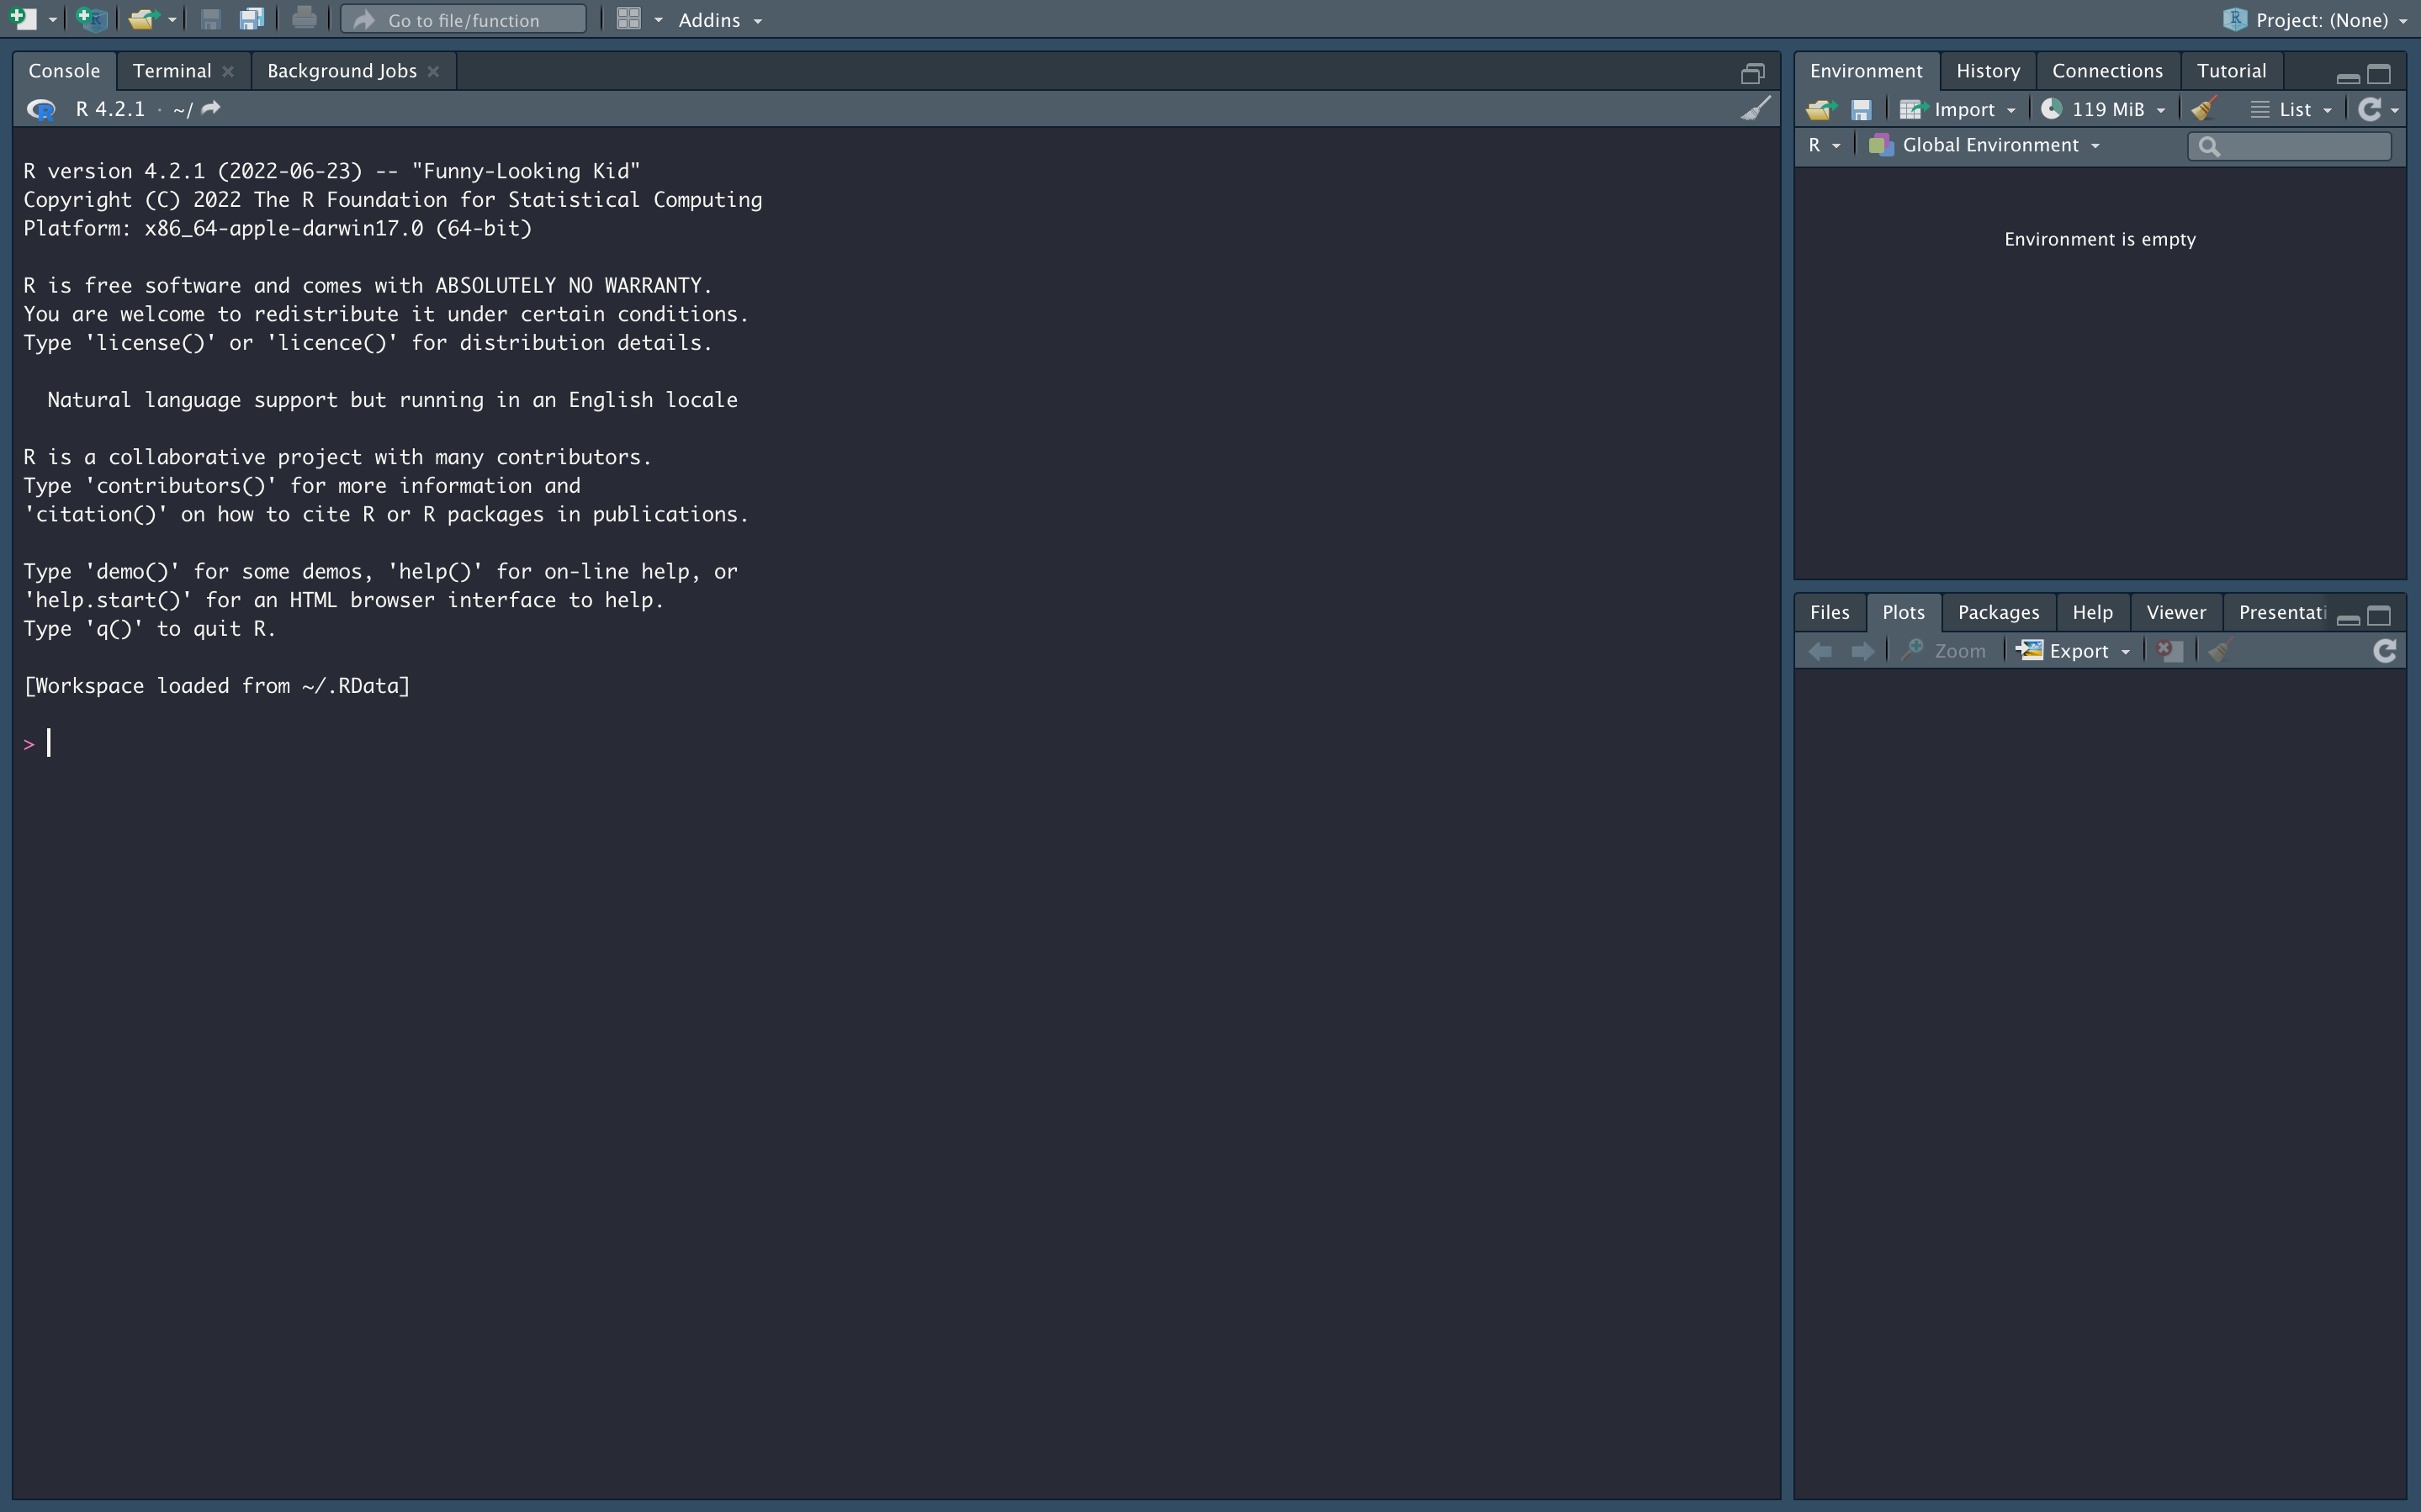 Go to file/function
Addins
Project: (None)
Console
Terminal
Background Jobs
R 4.2.1 · ~/
R version 4.2.1 (2022-06-23) -- "Funny-Looking Kid"
Copyright (C) 2022 The R Foundation for Statistical Computing
Platform: x86_64-apple-darwin17.0 (64-bit)
R is free software and comes with ABSOLUTELY NO WARRANTY.
You are welcome to redistribute it under certain conditions.
Type 'license()' or 'licence()' for distribution details.
Natural language support but running in an English locale
R is a collaborative project with many contributors.
Type 'contributors()' for more information and
'citation()' on how to cite R or R packages in publications.
Type 'demo()' for some demos, 'help()' for on-line help, or
'help.start()' for an HTML browser interface to help.
Type 'q()' to quit R.
[Workspace loaded from ~/.RData]
>
Environment
History
Connections
Tutorial
Import
119 MiB
List
R
Global Environment
Environment is empty
Files
Plots
Packages
Help
Viewer
Presentati
Zoom
Export